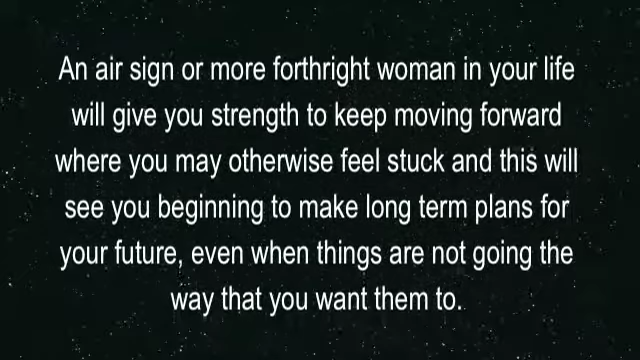 An air sign or more forthright woman in your life
will give you strength to keep moving forward
where you may otherwise feel stuck and this will
see you beginning to make long term plans for
your future, even when things are not going the
way that you want them to.